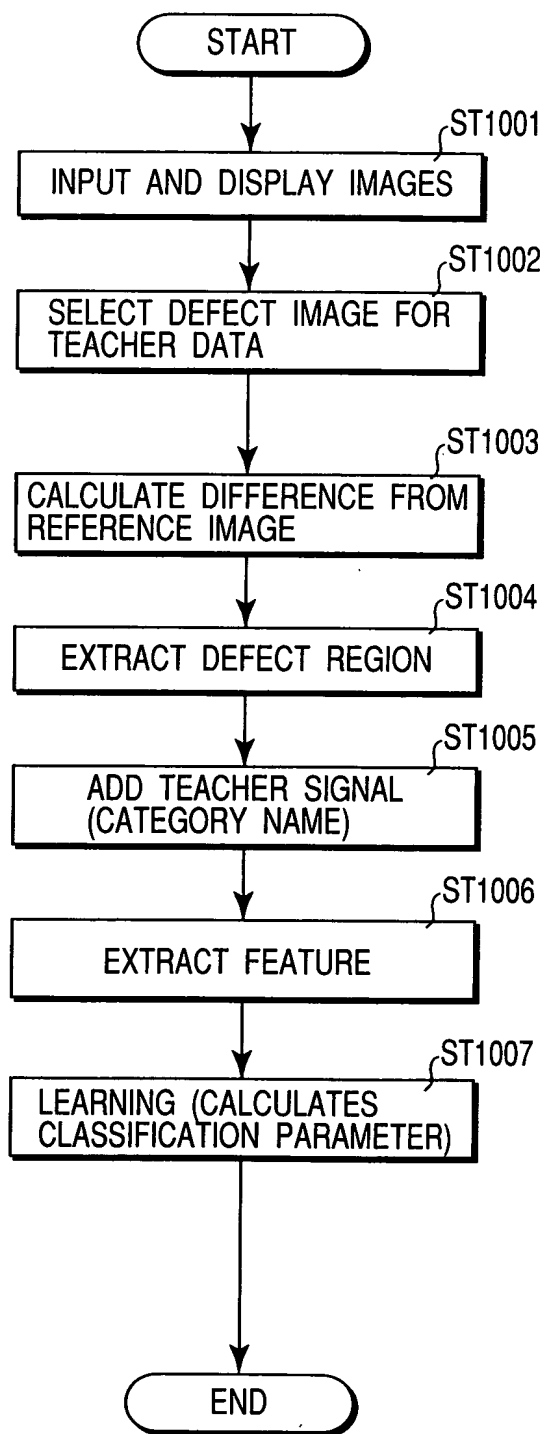 START
ST1001
INPUT AND DISPLAY IMAGES
ST1002
SELECT DEFECT IMAGE FOR
TEACHER DATA
ST1003
CALCULATE DIFFERENCE FROM
REFERENCE IMAGE
ST1004
EXTRACT DEFECT REGION
ST1005
ADD TEACHER SIGNAL
(CATEGORY NAME)
ST1006
EXTRACT FEATURE
ST1007
LEARNING (CALCULATES
CLASSIFICATION PARAMETER)
END